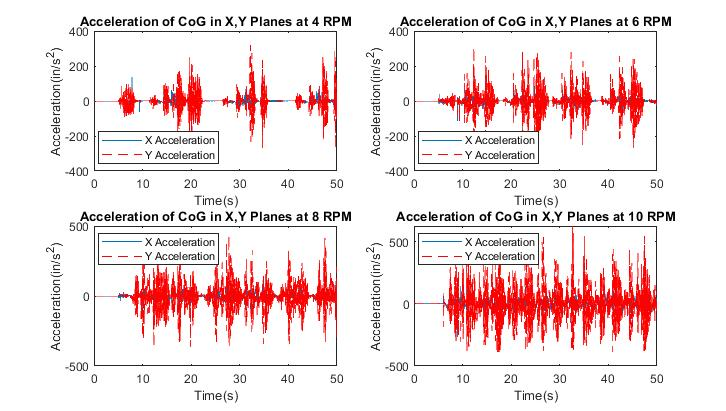 Acceleration of CoG in X,Y Planes at 4 RPM
400
200
0
-200
-400
Acceleration(in/s²)
X Acceleration
Y Acceleration
0 10 20 30 40 50
Time(s)
Acceleration of CoG in X,Y Planes at 6 RPM
400
200
0
-200
-400
Acceleration(in/s²)
X Acceleration
Y Acceleration
0 10 20 30 40 50
Time(s)
Acceleration of CoG in X,Y Planes at 8 RPM
500
0
-500
Acceleration(in/s²)
X Acceleration
Y Acceleration
0 10 20 30 40 50
Time(s)
Acceleration of CoG in X,Y Planes at 10 RPM
500
0
-500
Acceleration(in/s²)
X Acceleration
Y Acceleration
0 10 20 30 40 50
Time(s)